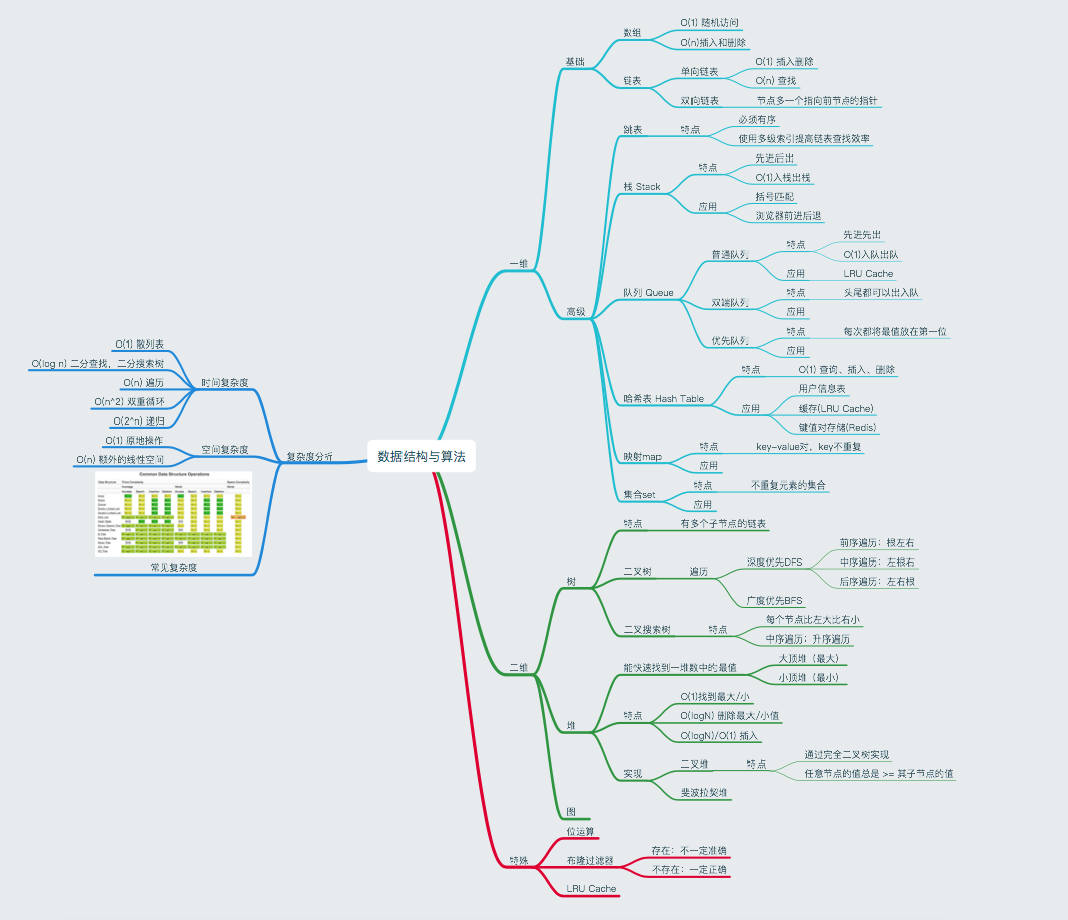 数据结构与算法
一维
基础
数组
O(1) 随机访问
O(n)插入和删除
链表
单向链表
O(1) 插入删除
O(n) 查找
双向链表
节点多一个指向前节点的指针
高级
跳表
特点
必须有序
使用多级索引提高链表查找效率
栈 Stack
特点
先进后出
O(1)入栈出栈
应用
括号匹配
浏览器前进后退
队列 Queue
普通队列
特点
先进先出
O(1)入队出队
应用
LRU Cache
双端队列
特点
头尾都可以出入队
应用
优先队列
特点
每次都将最值放在第一位
应用
哈希表 Hash Table
特点
O(1) 查询、插入、删除
应用
用户信息表
缓存(LRU Cache)
键值对存储(Redis)
映射map
特点
key-value对，key不重复
应用
集合set
特点
不重复元素的集合
应用
二维
树
特点
有多个子节点的链表
二叉树
遍历
深度优先DFS
前序遍历：根左右
中序遍历：左根右
后序遍历：左右根
广度优先BFS
二叉搜索树
特点
每个节点比左大比右小
中序遍历：升序遍历
堆
能快速找到一堆数中的最值
大顶堆（最大）
小顶堆（最小）
特点
O(1)找到最大/小
O(logN) 删除最大/小值
O(logN)/O(1) 插入
实现
二叉堆
特点
通过完全二叉树实现
任意节点的值总是 >= 其子节点的值
斐波拉契堆
图
特殊
位运算
布隆过滤器
存在：不一定准确
不存在：一定正确
LRU Cache
复杂度分析
时间复杂度
O(1) 散列表
O(log n) 二分查找，二分搜索树
O(n) 遍历
O(n^2) 双重循环
O(2^n) 递归
空间复杂度
O(1) 原地操作
O(n) 额外的线性空间
Common Data Structure Operations
常见复杂度